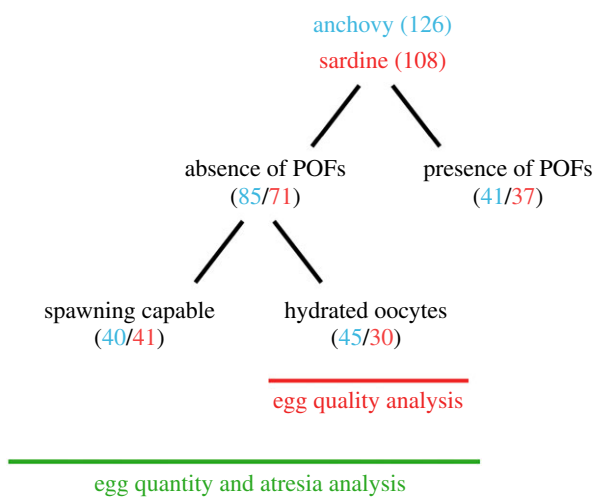 anchovy (126)
sardine (108)
absence of POFs
(85/71)
presence of POFs
(41/37)
spawning capable
(40/41)
hydrated oocytes
(45/30)
egg quality analysis
egg quantity and atresia analysis